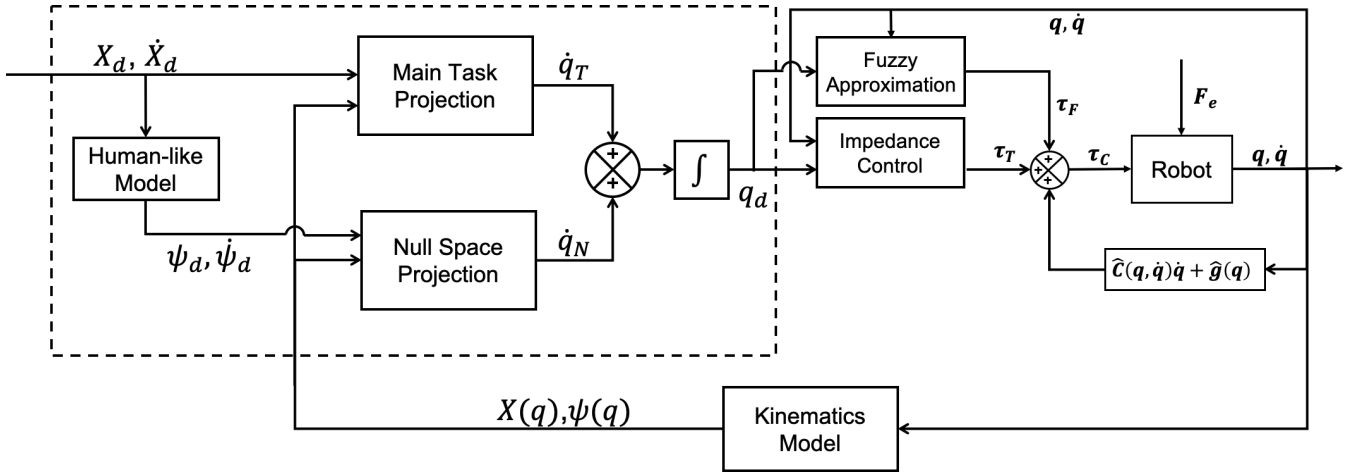 X_d, Ẋ_d
Main Task
Projection
q̇_T
Human-like
Model
ψ_d, ψ̇_d
Null Space
Projection
q̇_N
+
+
∫
q_d
q, q̇
Fuzzy
Approximation
τ_F
Impedance
Control
τ_T
+
+
+
τ_C
F_e
Robot
q, q̇
Ĉ(q, q̇)q̇ + ĝ(q)
X(q),ψ(q)
Kinematics
Model